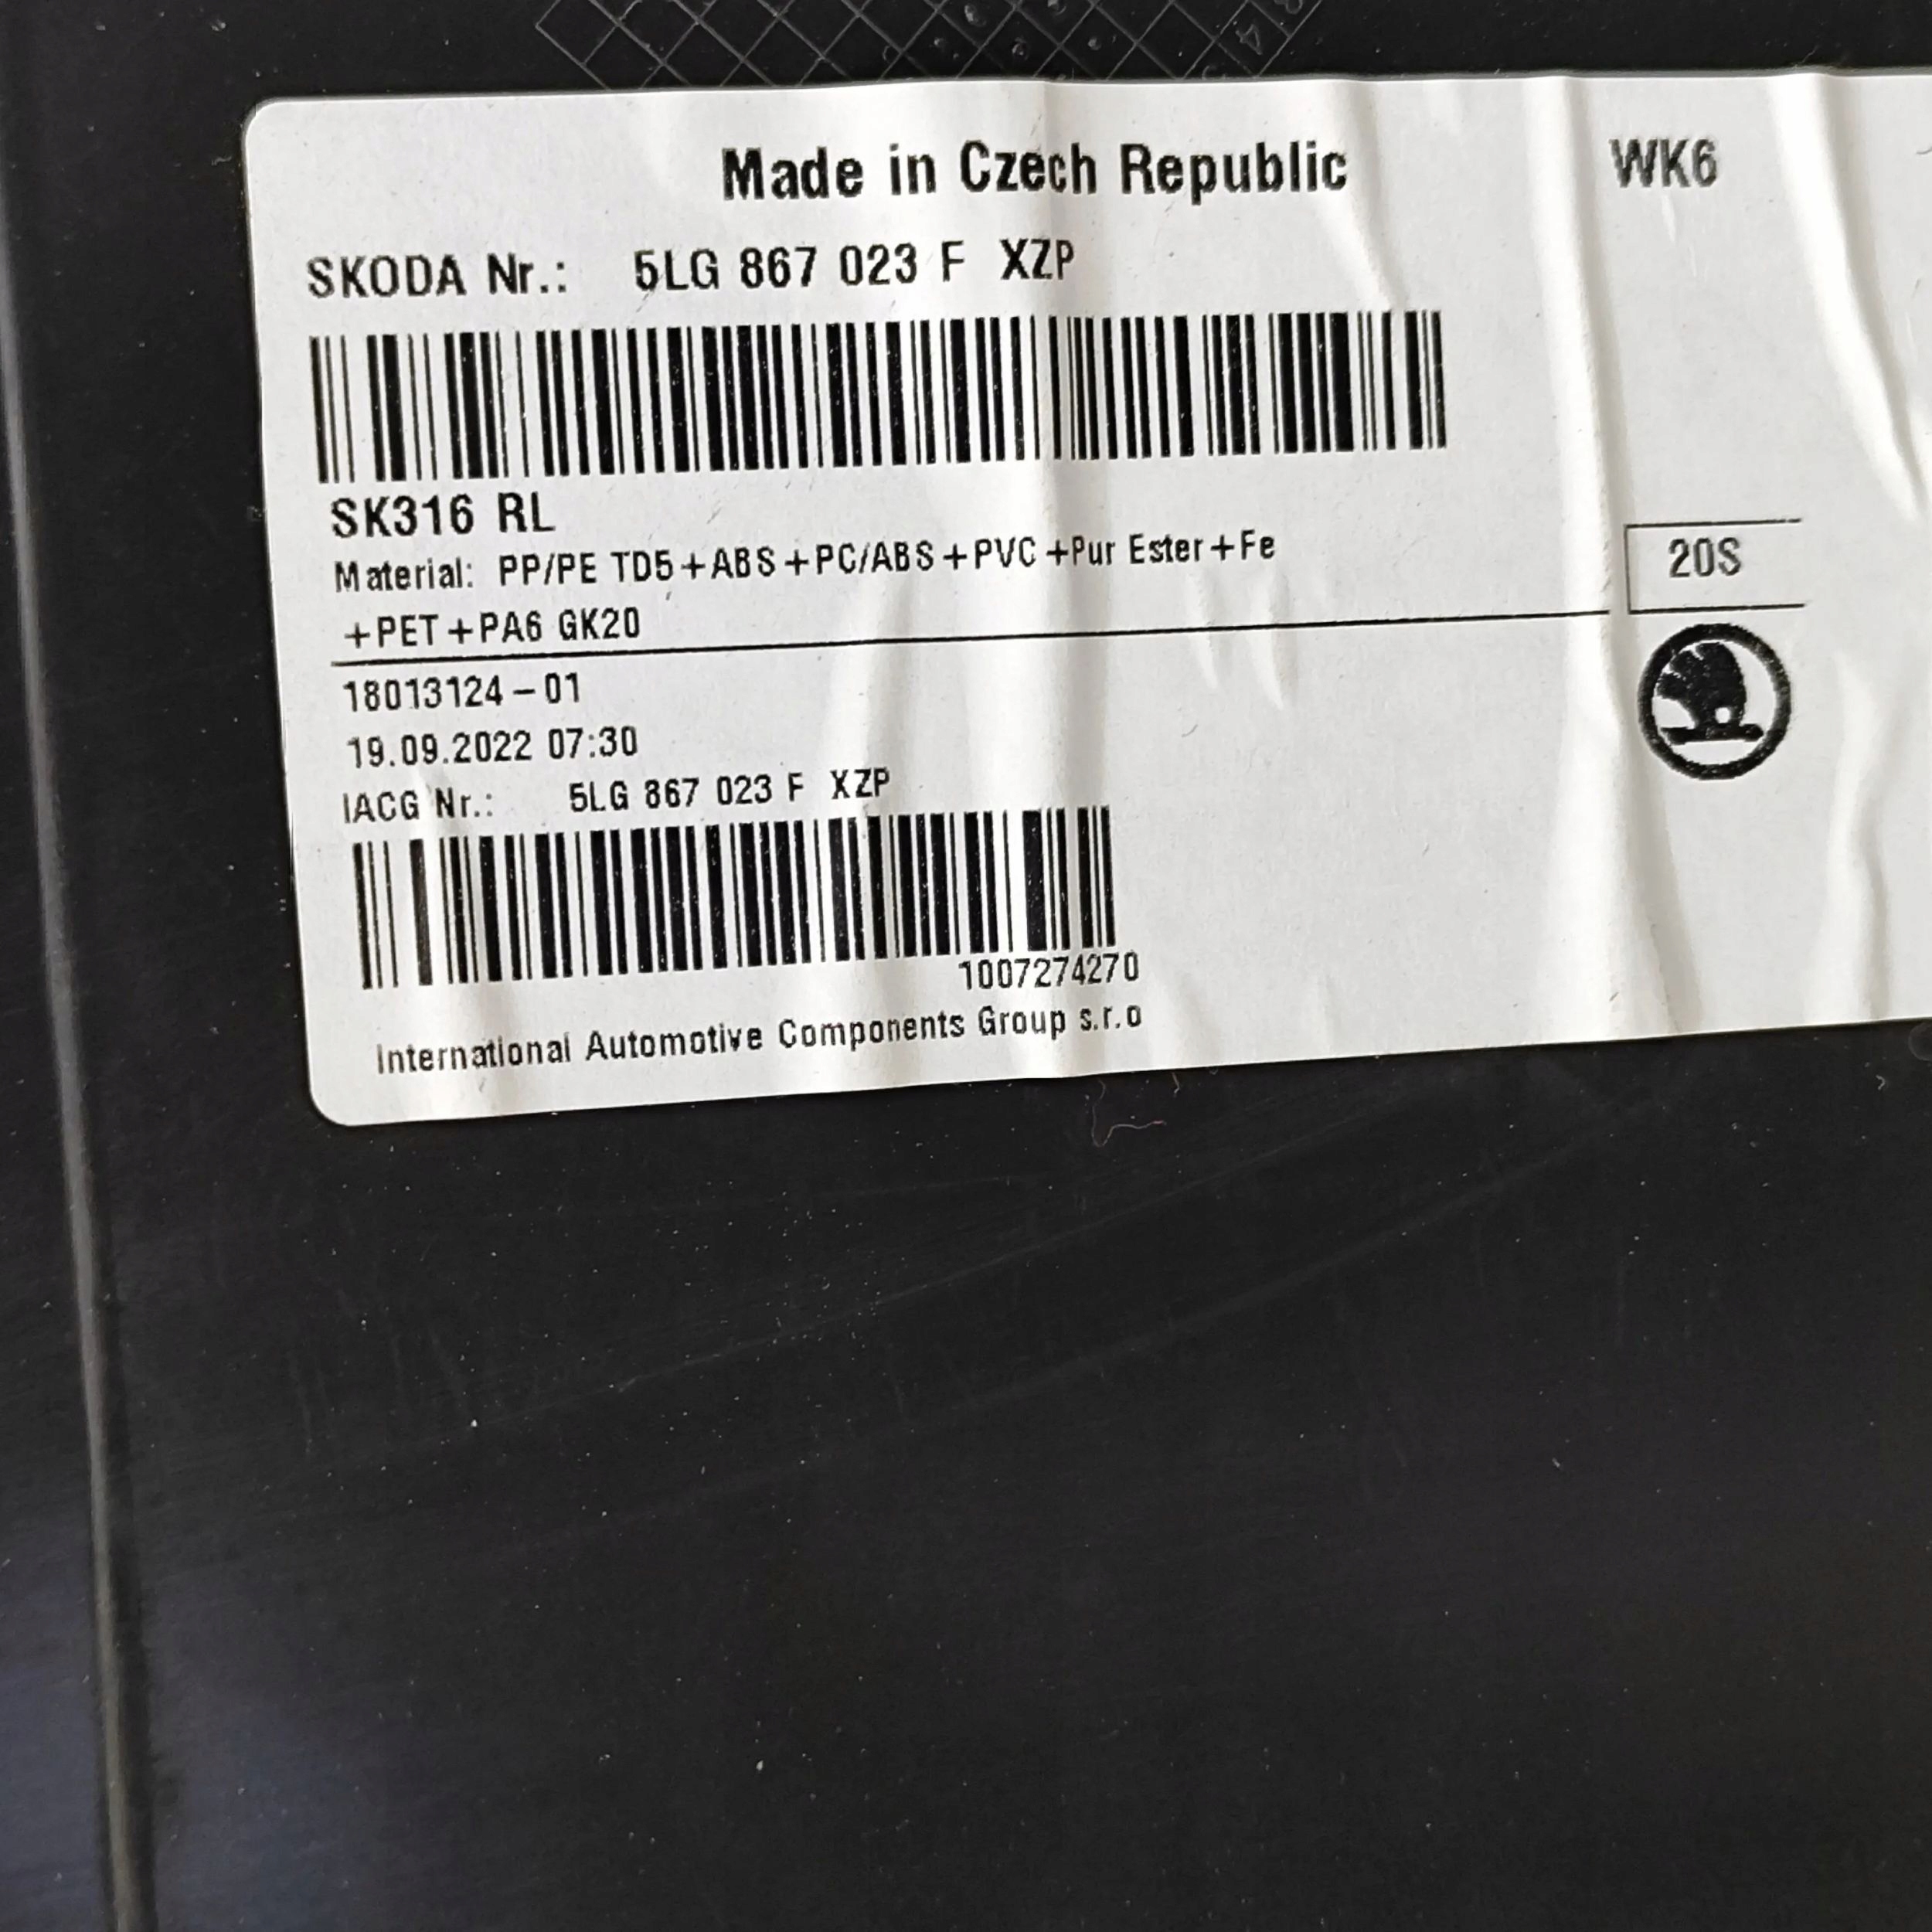 Made in Czech Republic WK6
SKODA Nr.: 5LG 867 023 F XZP
SK316 RL
Material: PP/PE TD5+ABS+PC/ABS+PVC+Pur Ester+Fe
+PET+PA6 GK20
20S
18013124-01
19.09.2022 07:30
IACG Nr.: 5LG 867 023 F XZP
1007274270
International Automotive Components Group s.r.o